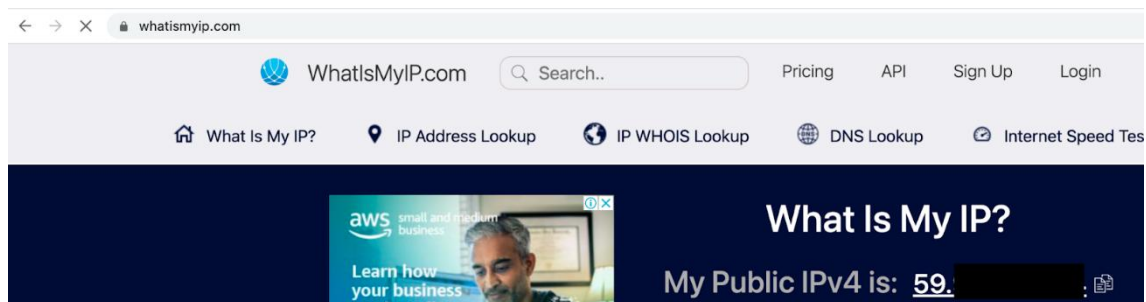 whatismyip.com
WhatIsMyIP.com
Search..
Pricing API Sign Up Login
What Is My IP? IP Address Lookup IP WHOIS Lookup DNS Lookup Internet Speed Tes
aws small and medium business
Learn how
your business
What Is My IP?
My Public IPv4 is: 59.